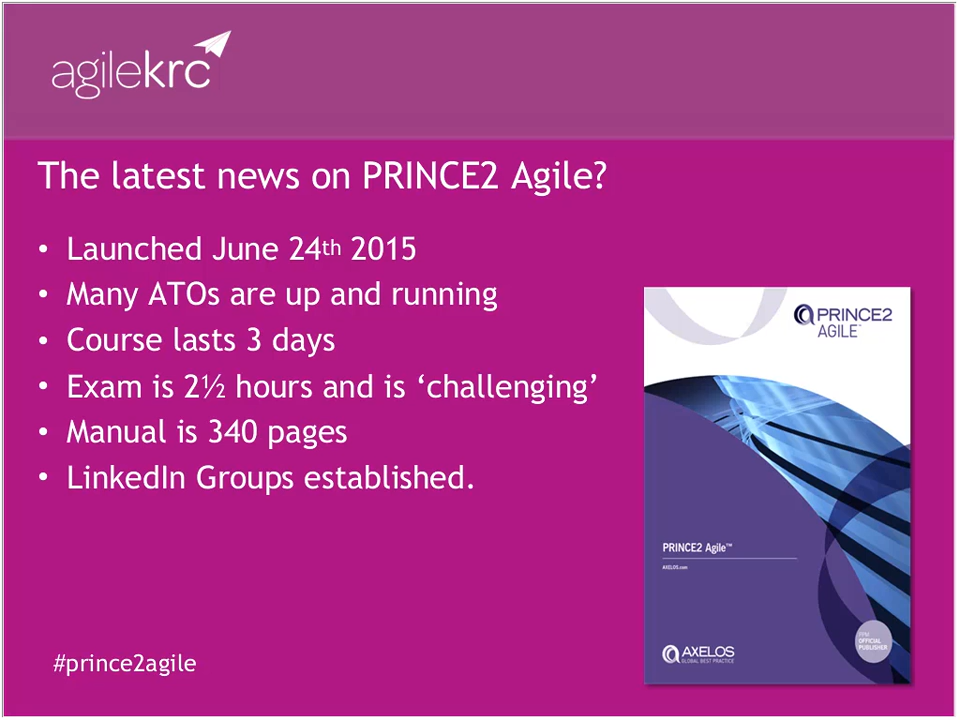 agilekrc
The latest news on PRINCE2 Agile?
• Launched June 24th 2015
• Many ATOs are up and running
• Course lasts 3 days
• Exam is 2½ hours and is ‘challenging’
• Manual is 340 pages
• LinkedIn Groups established.
PRINCE2
AGILE™
PRINCE2 Agile™
AXELOS.com
AXELOS
GLOBAL BEST PRACTICE
OFFICIAL
PUBLISHER
#prince2agile